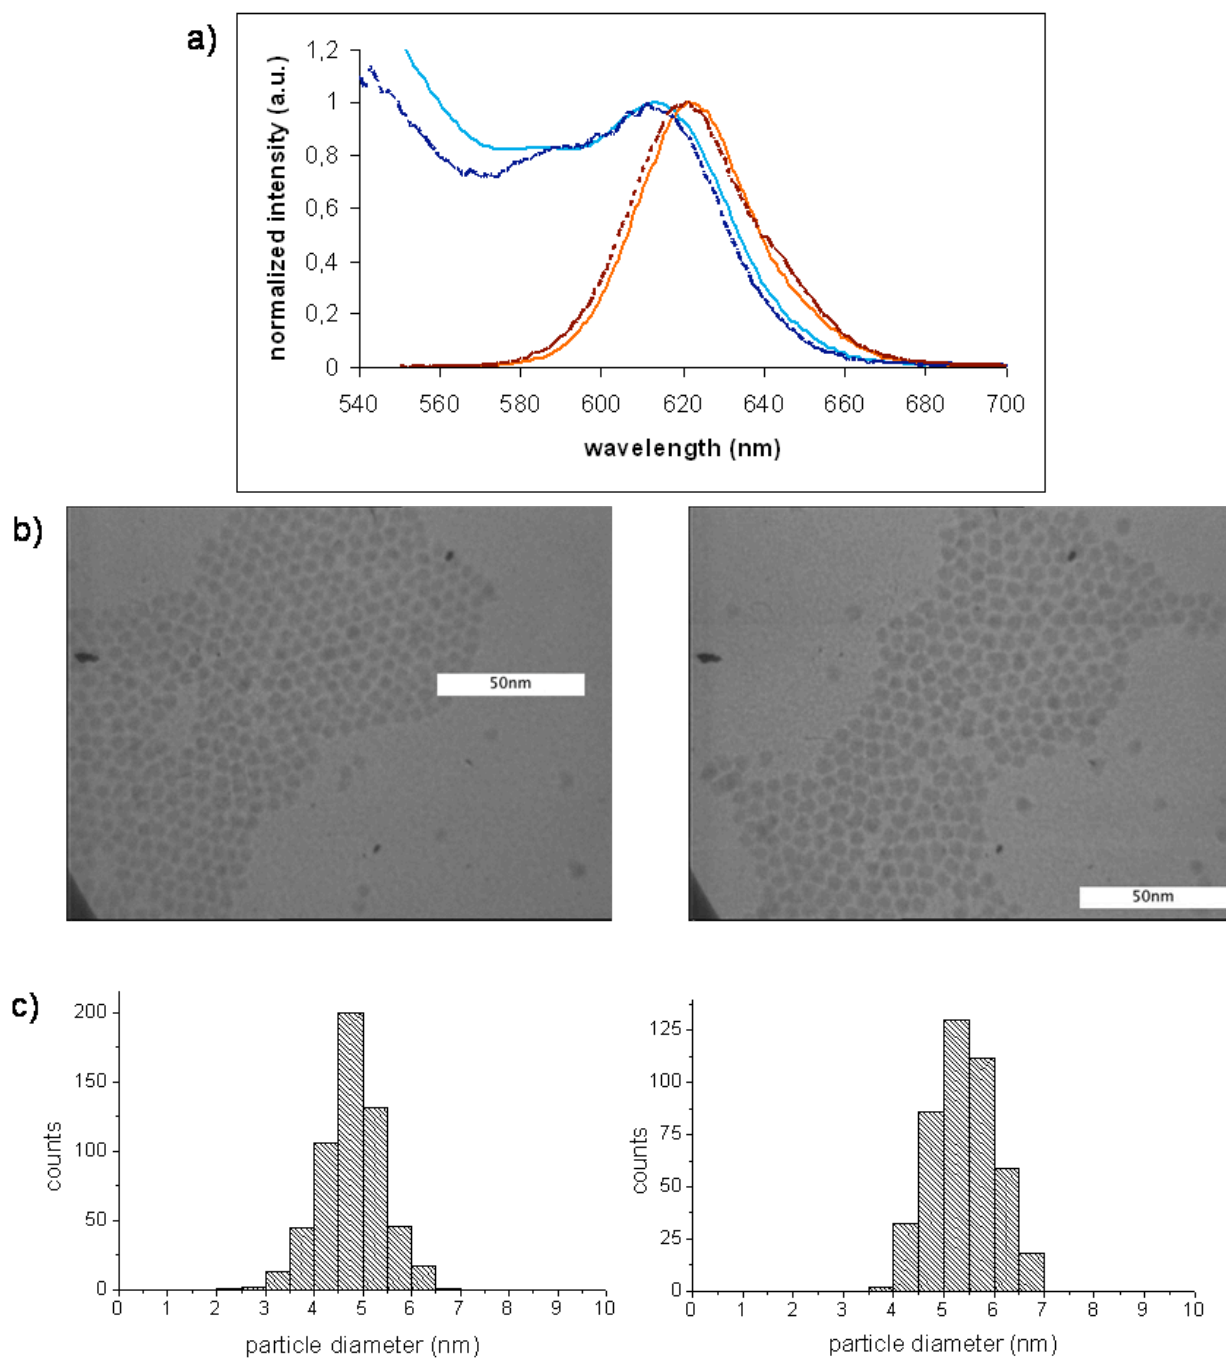 a)
normalized intensity (a.u.)
1,2
1
0,8
0,6
0,4
0,2
0
540 560 580 600 620 640 660 680 700
wavelength (nm)
b)
50nm
50nm
c)
counts
200
150
100
50
0
0 1 2 3 4 5 6 7 8 9 10
particle diameter (nm)
counts
125
100
75
50
25
0
0 1 2 3 4 5 6 7 8 9 10
particle diameter (nm)